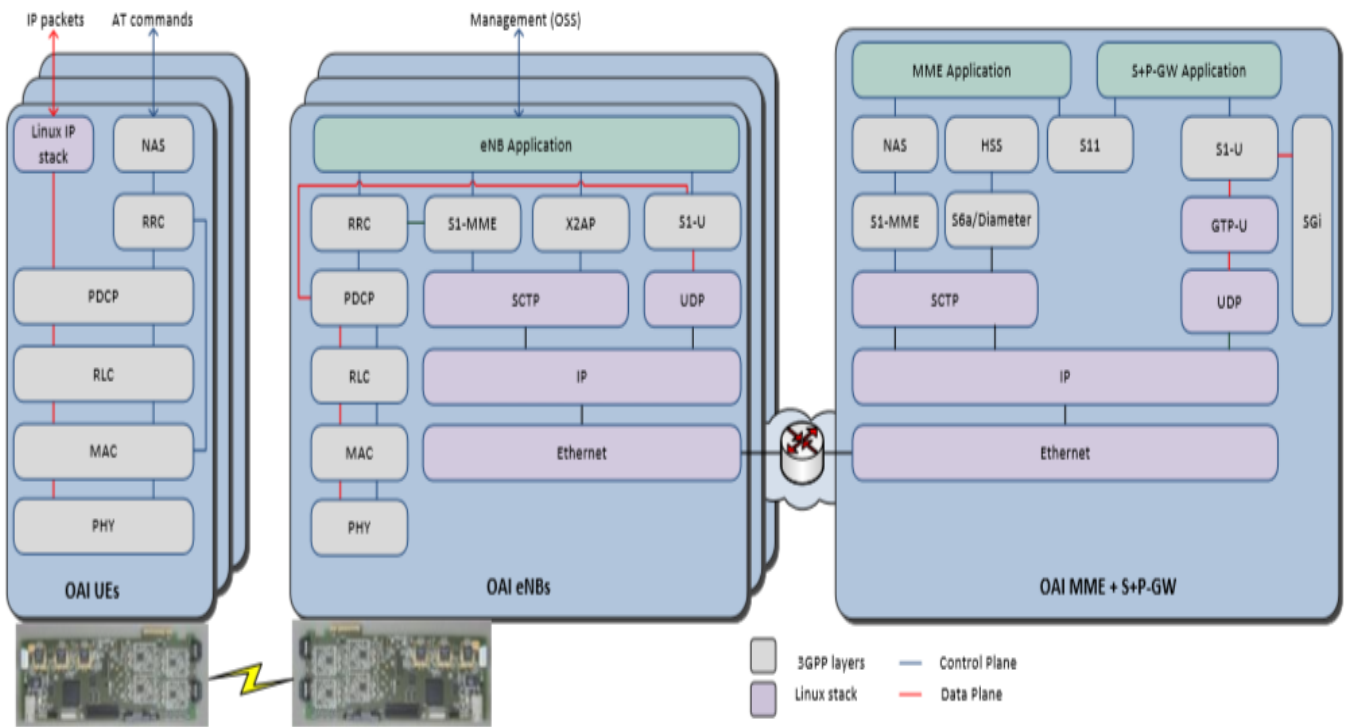 IP packets
AT commands
Management (OSS)
Linux IP
stack
NAS
RRC
PDCP
RLC
MAC
PHY
OAI UEs
eNB Application
RRC
S1-MME
X2AP
S1-U
PDCP
SCTP
UDP
RLC
IP
MAC
Ethernet
PHY
OAI eNBs
MME Application
S+P-GW Application
NAS
HSS
S11
S1-U
SGi
S1-MME
S6a/Diameter
GTP-U
SCTP
UDP
IP
Ethernet
OAI MME + S+P-GW
3GPP layers
Control Plane
Linux stack
Data Plane